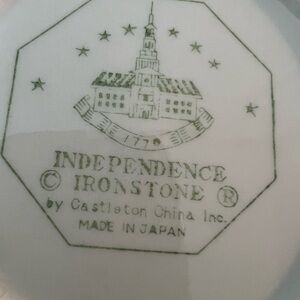 1776
INDEPENDENCE
© IRONSTONE ®
by Castleton China Inc.
MADE IN JAPAN